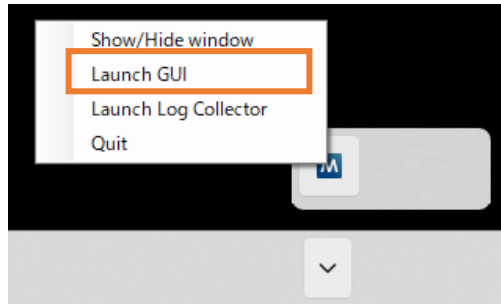 Show/Hide window
Launch GUI
Launch Log Collector
Quit
M